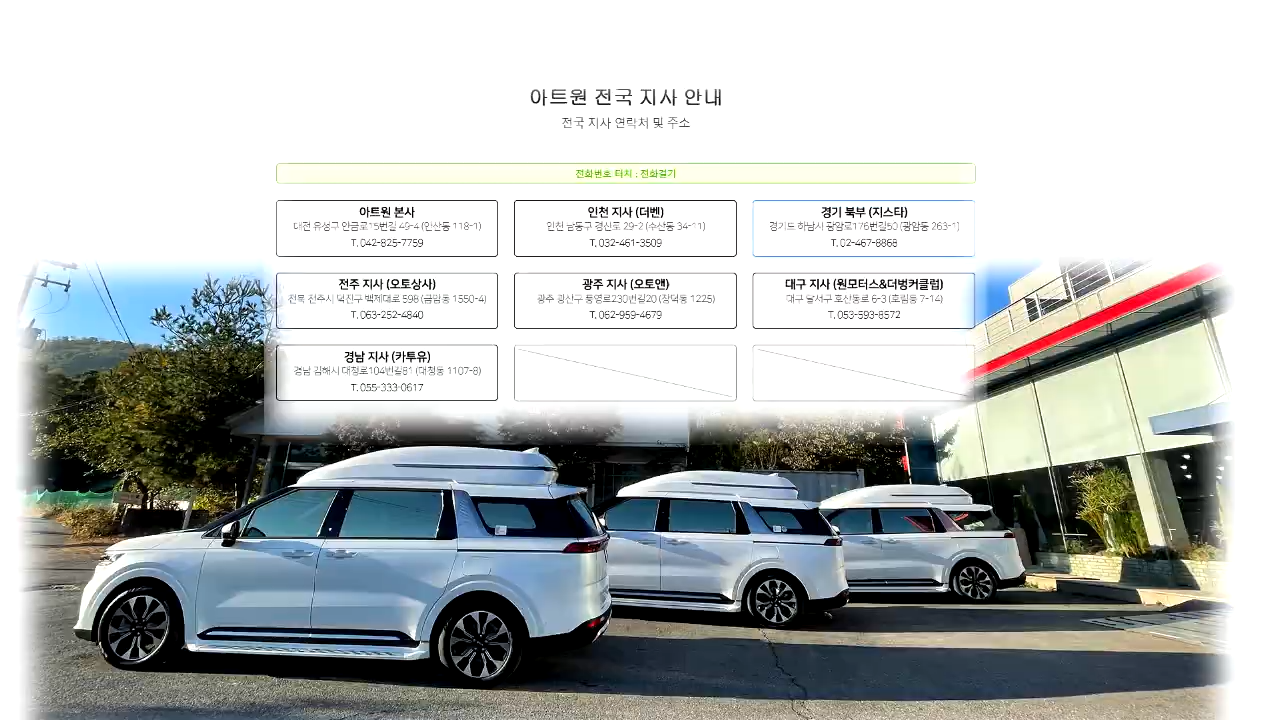 아트원 전국 지사 안내
전국 지사 연락처 및 주소
전화번호 터치 : 전화걸기
아트원 본사
대전 유성구 안금로15번길 49-4 (안산동 118-1)
T. 042-825-7759
인천 지사 (더벤)
인천 남동구 경신로 29-2 (수산동 34-11)
T. 032-461-3509
경기 북부 (지스타)
경기도 하남시 광암로176번길50 (광암동 263-1)
T. 02-467-8868
전주 지사 (오토상사)
전북 전주시 덕진구 백제대로 598 (금암동 1550-4)
T. 063-252-4840
광주 지사 (오토앤)
광주 광산구 풍영로230번길20 (장덕동 1225)
T. 062-959-4679
대구 지사 (원모터스&더벙커클럽)
대구 달서구 호산동로 6-3 (호림동 7-14)
T. 053-593-8572
경남 지사 (카투유)
경남 김해시 대청로104번길81 (대청동 1107-8)
T. 055-333-0617